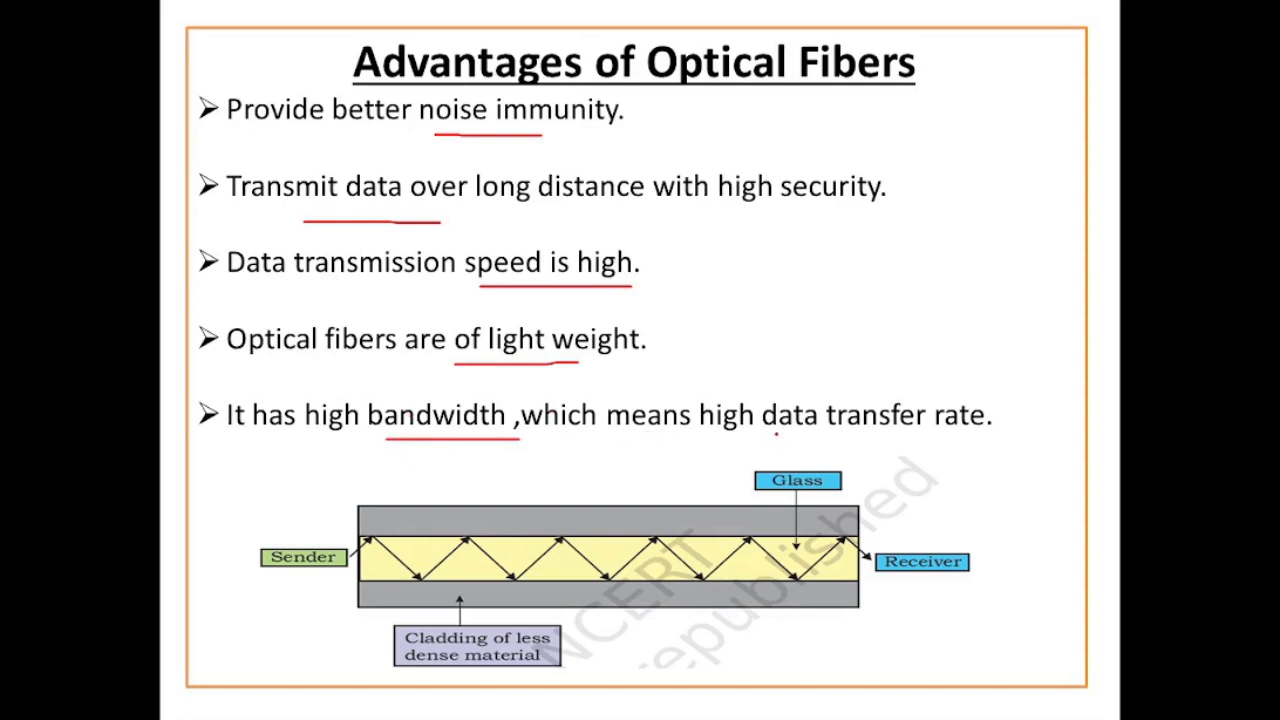 Advantages of Optical Fibers
➢ Provide better noise immunity.
➢ Transmit data over long distance with high security.
➢ Data transmission speed is high.
➢ Optical fibers are of light weight.
➢ It has high bandwidth ,which means high data transfer rate.
Glass
Sender
Receiver
Cladding of less
dense material
NCERT
republished